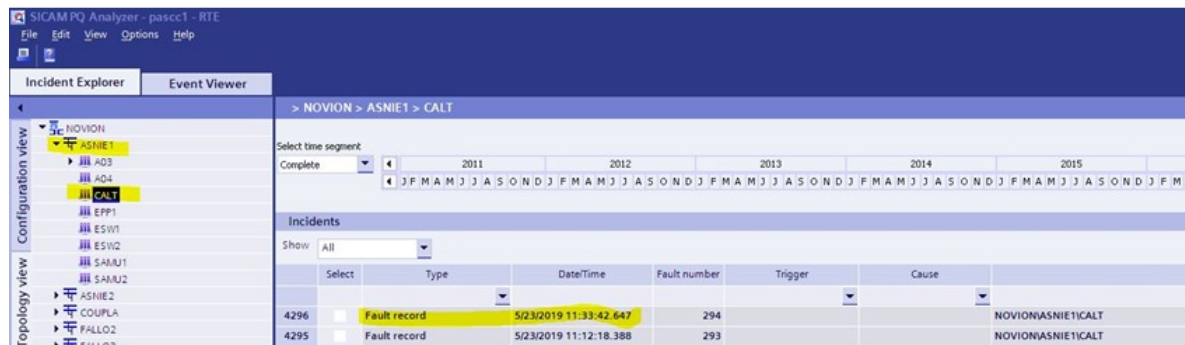 SICAM PQ Analyzer - pascc1 - RTE
File Edit View Options Help
Incident Explorer Event Viewer
> NOVION > ASNIE1 > CALT
Configuration view
Topology view
NOVION
ASNIE1
A03
A04
CALT
EPP1
ESW1
ESW2
SAMU1
SAMU2
ASNIE2
COUPLA
FALLO2
Select time segment
Complete 2011 2012 2013 2014 2015
J F M A M J J A S O N D J F M A M J J A S O N D J F M A M J J A S O N D J F M A M J J A S O N D J F M A M J J A S O N D J F M
Incidents
Show All
Select Type Date/Time Fault number Trigger Cause
4296 Fault record 5/23/2019 11:33:42.647 294 NOVION\ASNIE1\CALT
4295 Fault record 5/23/2019 11:12:18.388 293 NOVION\ASNIE1\CALT